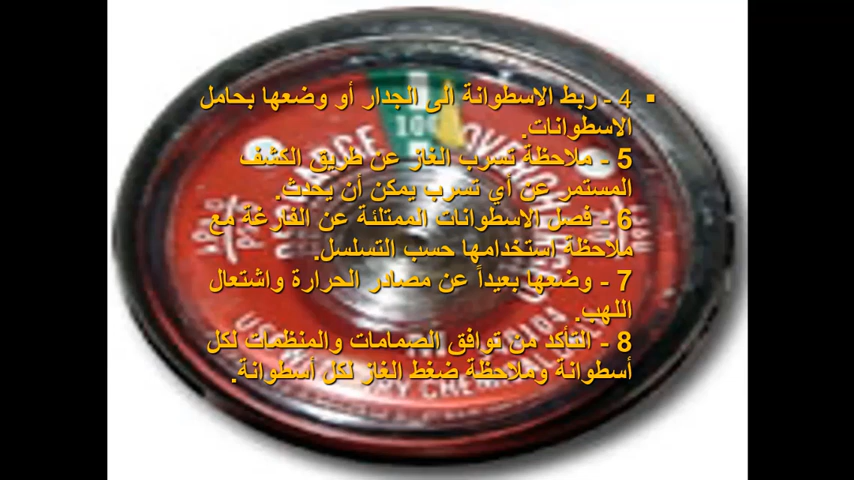 ▪ 4 - ربط الاسطوانة الى الجدار أو وضعها بحامل
الاسطوانات.
5 - ملاحظة تسرب الغاز عن طريق الكشف
المستمر عن أي تسرب يمكن أن يحدث.
6 - فصل الاسطوانات الممتلئة عن الفارغة مع
ملاحظة استخدامها حسب التسلسل.
7 - وضعها بعيداً عن مصادر الحرارة واشتعال
اللهب.
8 - التأكد من توافق الصمامات والمنظمات لكل
أسطوانة وملاحظة ضغط الغاز لكل أسطوانة.
100